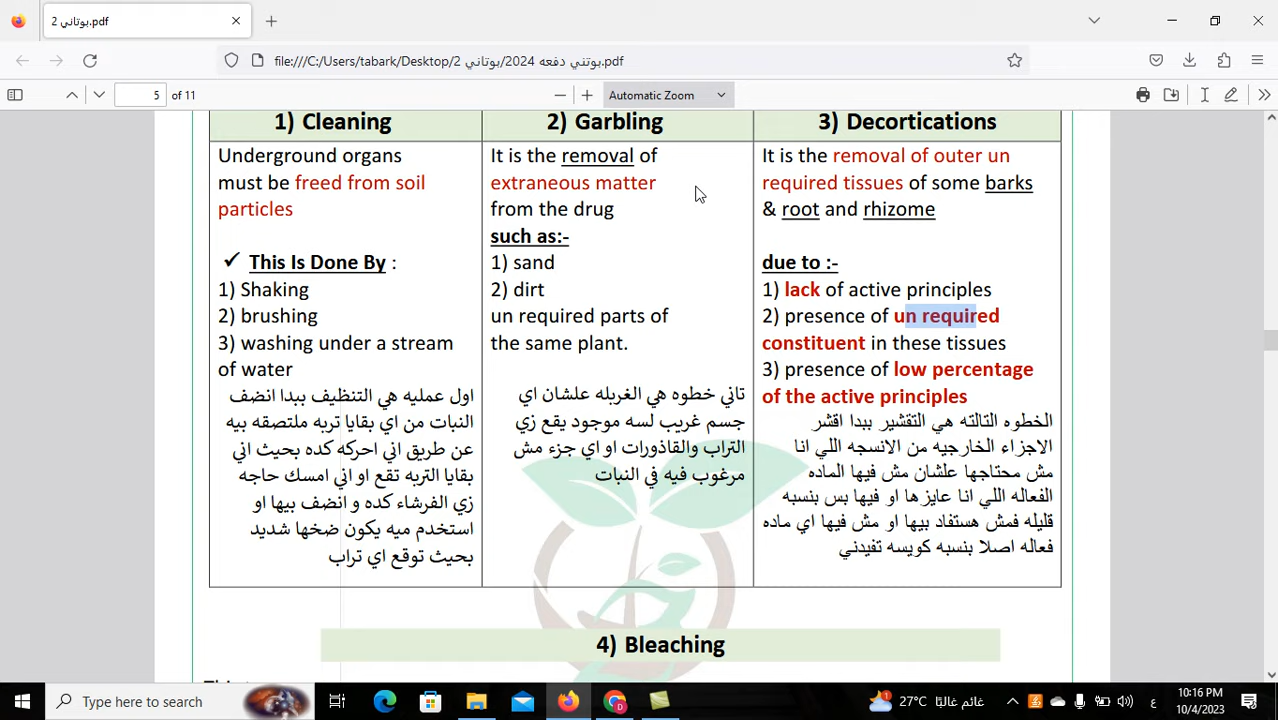 بوتاني 2.pdf
file:///C:/Users/tabark/Desktop/بوتني دفعه 2024/بوتاني 2.pdf
5 of 11
Automatic Zoom
1) Cleaning
Underground organs
must be freed from soil
particles
✓ This Is Done By :
1) Shaking
2) brushing
3) washing under a stream
of water
اول عمليه هي التنظيف ببدا انضف
النبات من اي بقايا تربه ملتصقه بيه
عن طريق اني احركه كده بحيث اني
بقايا التربه تقع او اني امسك حاجه
زي الفرشاء كده و انضف بيها او
استخدم ميه يكون ضخها شديد
بحيث توقع اي تراب
2) Garbling
It is the removal of
extraneous matter
from the drug
such as:-
1) sand
2) dirt
un required parts of
the same plant.
تاني خطوه هي الغربله علشان اي
جسم غريب لسه موجود يقع زي
التراب والقاذورات او اي جزء مش
مرغوب فيه في النبات
3) Decortications
It is the removal of outer un
required tissues of some barks
& root and rhizome
due to :-
1) lack of active principles
2) presence of un required
constituent in these tissues
3) presence of low percentage
of the active principles
الخطوه التالته هي التقشير ببدا اقشر
الاجزاء الخارجيه من الانسجه اللي انا
مش محتاجها علشان مش فيها الماده
الفعاله اللي انا عايزها او فيها بس بنسبه
قليله فمش هستفاد بيها او مش فيها اي ماده
فعاله اصلا بنسبه كويسه تفيدني
4) Bleaching
Type here to search
27°C غائم غالبًا
ع
10:16 PM
10/4/2023